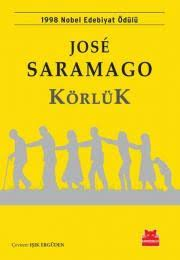 1998 Nobel Edebiyat Ödülü
JOSÉ
SARAMAGO
KÖRLÜK
Çeviren: IŞIK ERGÜDEN